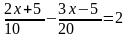 (2x+5)/10 − (3x−5)/20 = 2